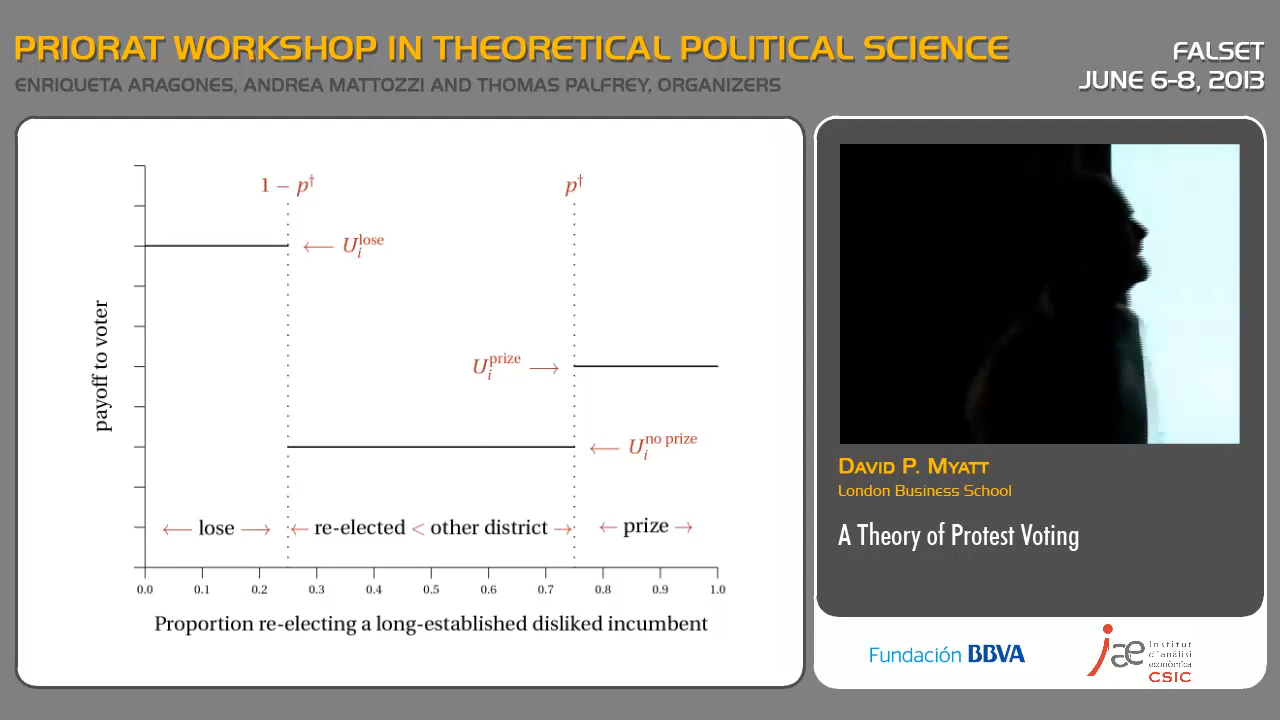 PRIORAT WORKSHOP IN THEORETICAL POLITICAL SCIENCE
ENRIQUETA ARAGONES, ANDREA MATTOZZI AND THOMAS PALFREY, ORGANIZERS
FALSET
JUNE 6-8, 2013
1 − p†
p†
← U_i^lose
U_i^prize →
← U_i^no prize
payoff to voter
← lose →
← re-elected < other district →
← prize →
0.0 0.1 0.2 0.3 0.4 0.5 0.6 0.7 0.8 0.9 1.0
Proportion re-electing a long-established disliked incumbent
DAVID P. MYATT
London Business School
A Theory of Protest Voting
Fundación BBVA
iae
Institut
d'anàlisi
econòmica
CSIC